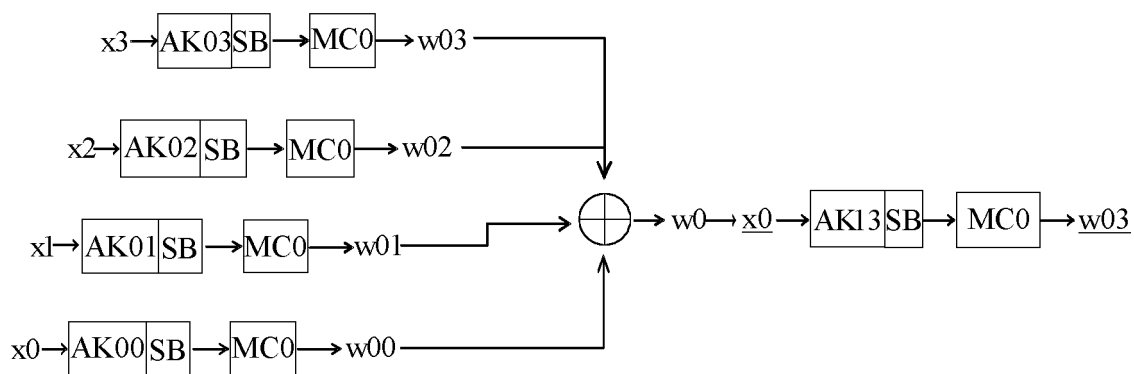 x3 AK03 SB MC0 w03
x2 AK02 SB MC0 w02
w0 x0 AK13 SB MC0 w03
x1 AK01 SB MC0 w01
x0 AK00 SB MC0 w00